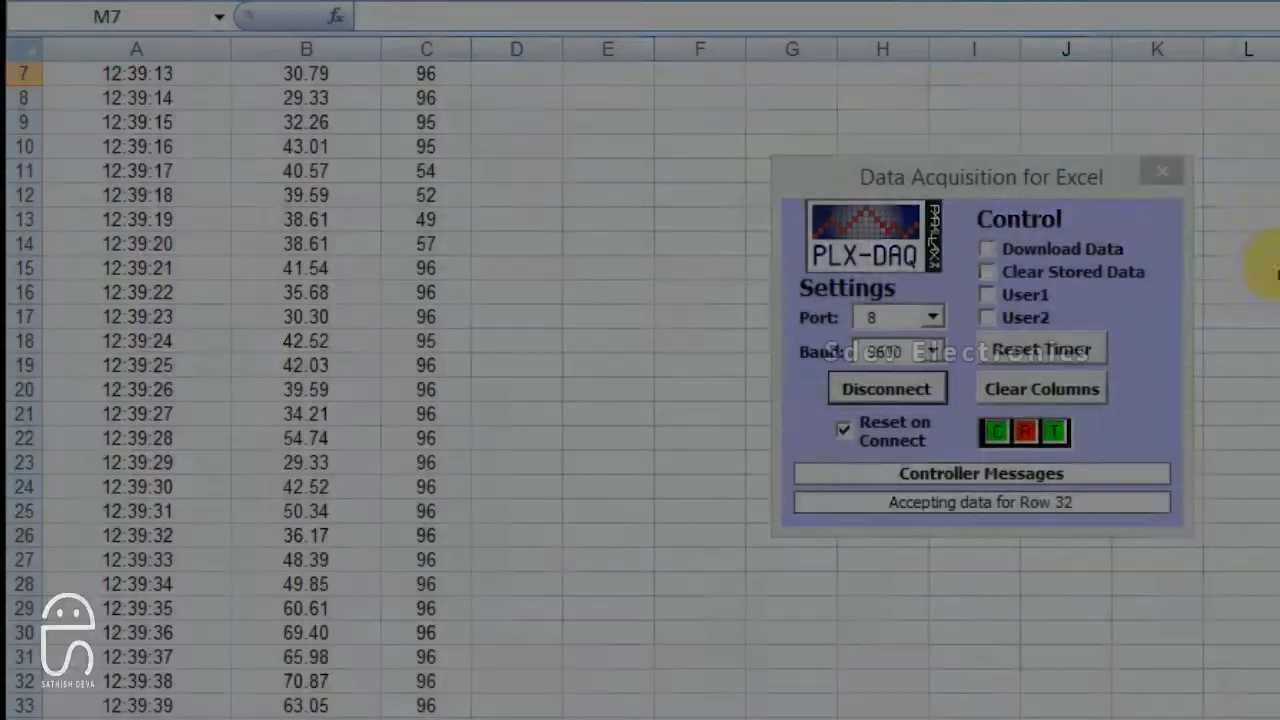 M7 fx
A B C D E F G H I J K L
7 12:39:13 30.79 96
8 12:39:14 29.33 96
9 12:39:15 32.26 95
10 12:39:16 43.01 95
11 12:39:17 40.57 54
12 12:39:18 39.59 52
13 12:39:19 38.61 49
14 12:39:20 38.61 57
15 12:39:21 41.54 96
16 12:39:22 35.68 96
17 12:39:23 30.30 96
18 12:39:24 42.52 95
19 12:39:25 42.03 96
20 12:39:26 39.59 96
21 12:39:27 34.21 96
22 12:39:28 54.74 96
23 12:39:29 29.33 96
24 12:39:30 42.52 96
25 12:39:31 50.34 96
26 12:39:32 36.17 96
27 12:39:33 48.39 96
28 12:39:34 49.85 96
29 12:39:35 60.61 96
30 12:39:36 69.40 96
31 12:39:37 65.98 96
32 12:39:38 70.87 96
33 12:39:39 63.05 96
Data Acquisition for Excel
PLX-DAQ
PARALLAX
Settings
Port: 8
Baud: 9600
Disconnect
Reset on
Connect
Control
Download Data
Clear Stored Data
User1
User2
Reset Timer
Clear Columns
C R T
Controller Messages
Accepting data for Row 32
Sdev Electronics
SATHISH DEVA